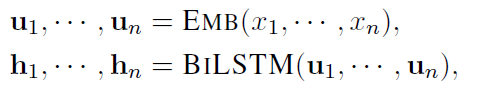 u₁, ⋯ , uₙ = EMB(x₁, ⋯ , xₙ),
h₁, ⋯ , hₙ = BILSTM(u₁, ⋯ , uₙ),